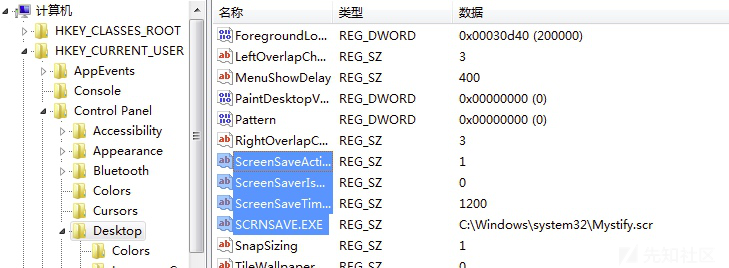 计算机
HKEY_CLASSES_ROOT
HKEY_CURRENT_USER
AppEvents
Console
Control Panel
Accessibility
Appearance
Bluetooth
Colors
Cursors
Desktop
Colors
名称 类型 数据
ForegroundLo... REG_DWORD 0x00030d40 (200000)
LeftOverlapCh... REG_SZ 3
MenuShowDelay REG_SZ 400
PaintDesktopV... REG_DWORD 0x00000000 (0)
Pattern REG_DWORD 0x00000000 (0)
RightOverlapC... REG_SZ 3
ScreenSaveActi... REG_SZ 1
ScreenSaverIs... REG_SZ 0
ScreenSaveTim... REG_SZ 1200
SCRNSAVE.EXE REG_SZ C:\Windows\system32\Mystify.scr
SnapSizing REG_SZ 1
TileWallpaper REG_SZ 0
先知社区